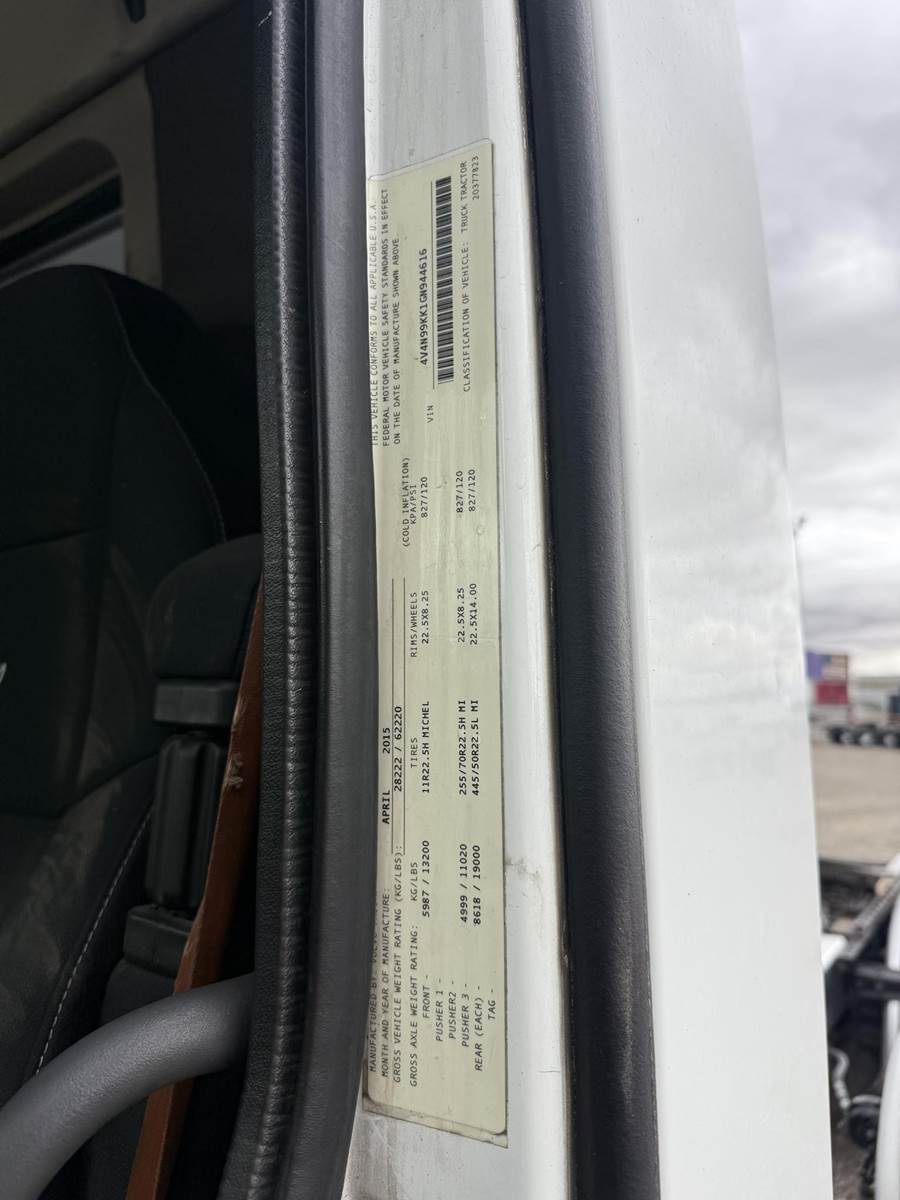 MANUFACTURED BY: VOLVO
MONTH AND YEAR OF MANUFACTURE: APRIL 2015
GROSS VEHICLE WEIGHT RATING (KG/LBS): 28222 / 62220
GROSS AXLE WEIGHT RATING: KG/LBS TIRES RIMS/WHEELS (COLD INFLATION) KPA/PSI
FRONT - 5987 / 13200 11R22.5H MICHEL 22.5X8.25 827/120
PUSHER 1 -
PUSHER2 -
PUSHER 3 - 4999 / 11020 255/70R22.5H MI 22.5X8.25 827/120
REAR (EACH) - 8618 / 19000 445/50R22.5L MI 22.5X14.00 827/120
TAG -
THIS VEHICLE CONFORMS TO ALL APPLICABLE U.S.A.
FEDERAL MOTOR VEHICLE SAFETY STANDARDS IN EFFECT
ON THE DATE OF MANUFACTURE SHOWN ABOVE.
VIN 4V4N99KK1GN944616
CLASSIFICATION OF VEHICLE: TRUCK TRACTOR
20377823